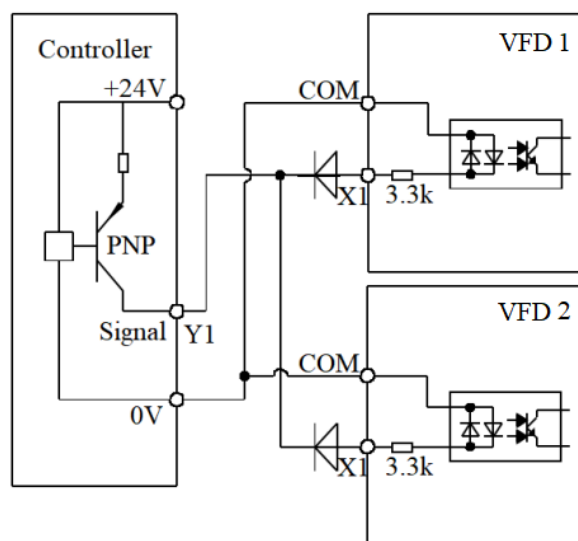 Controller
+24V
PNP
Signal
Y1
0V
VFD 1
COM
X1
3.3k
VFD 2
COM
X1
3.3k